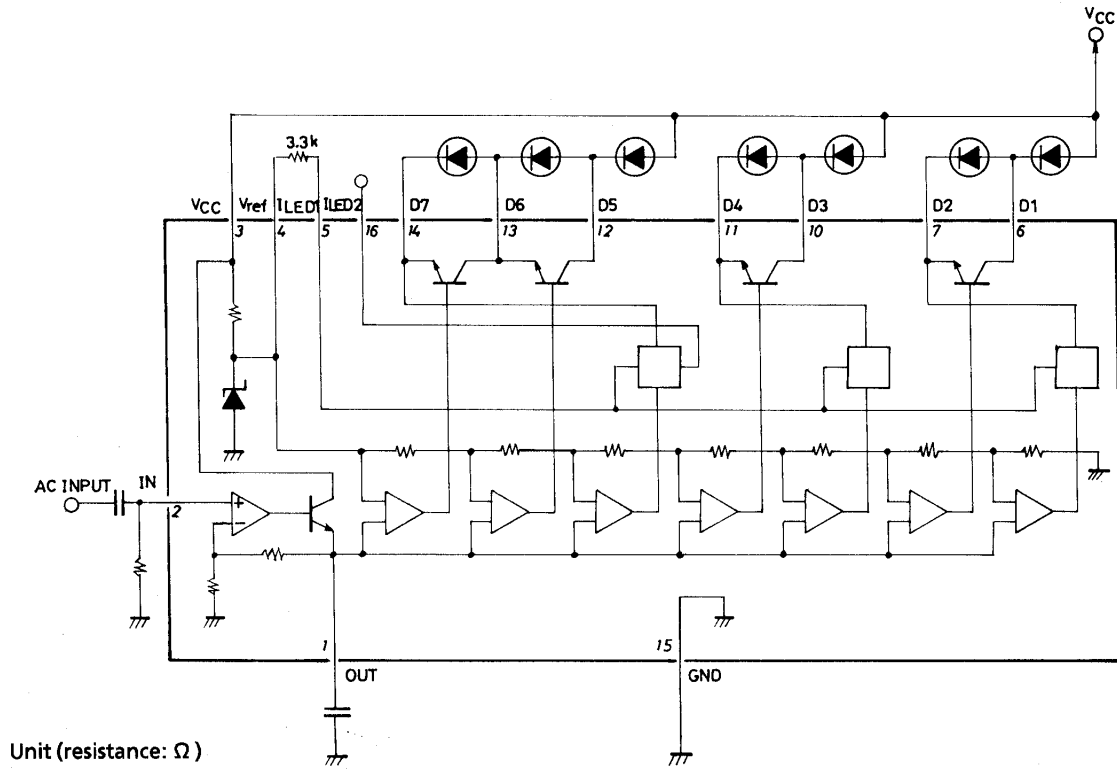 VCC
3.3k
VCC Vref ILED1 ILED2 D7 D6 D5 D4 D3 D2 D1
3 4 5 16 14 13 12 11 10 7 6
AC INPUT
IN
2
+
−
1
OUT
15
GND
Unit (resistance: Ω)